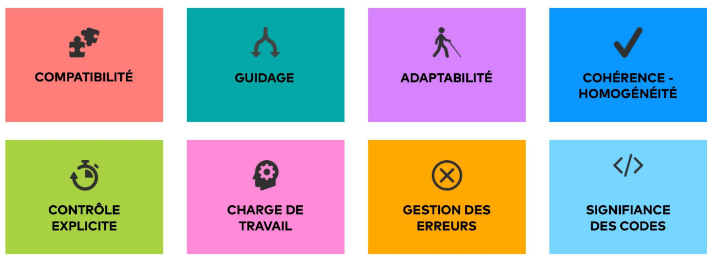 COMPATIBILITÉ
GUIDAGE
ADAPTABILITÉ
COHÉRENCE -
HOMOGÉNÉITÉ
CONTRÔLE
EXPLICITE
CHARGE DE
TRAVAIL
GESTION DES
ERREURS
SIGNIFIANCE
DES CODES